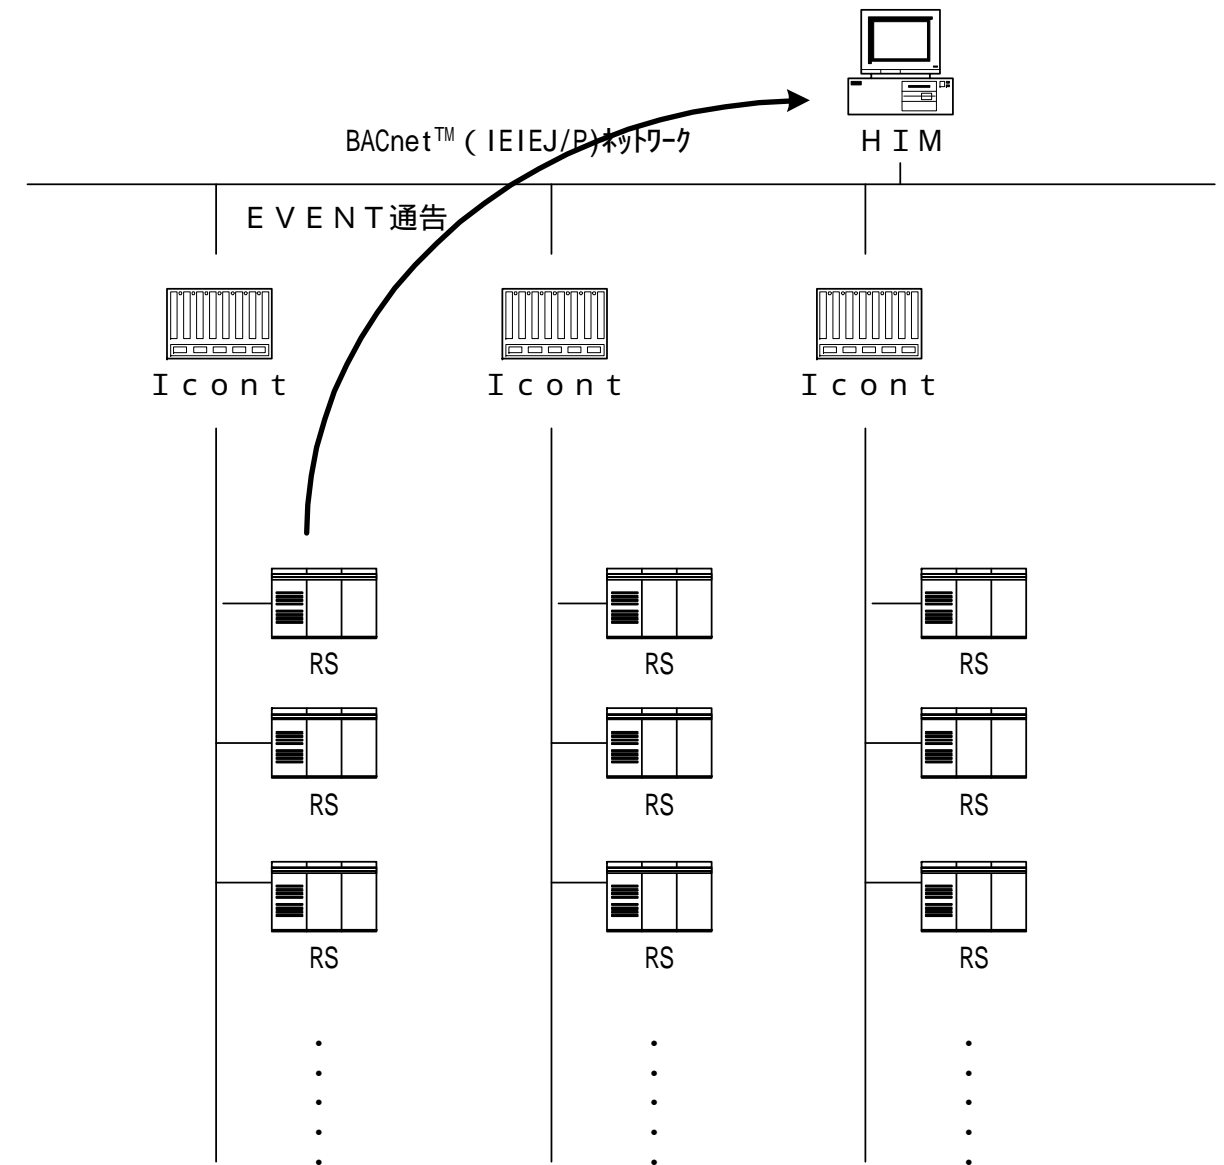 BACnet™（IEIEJ/P)ﾈｯﾄﾜｰｸ
ＨＩＭ
ＥＶＥＮＴ通告
Ｉｃｏｎｔ
Ｉｃｏｎｔ
Ｉｃｏｎｔ
RS
RS
RS
RS
RS
RS
RS
RS
RS